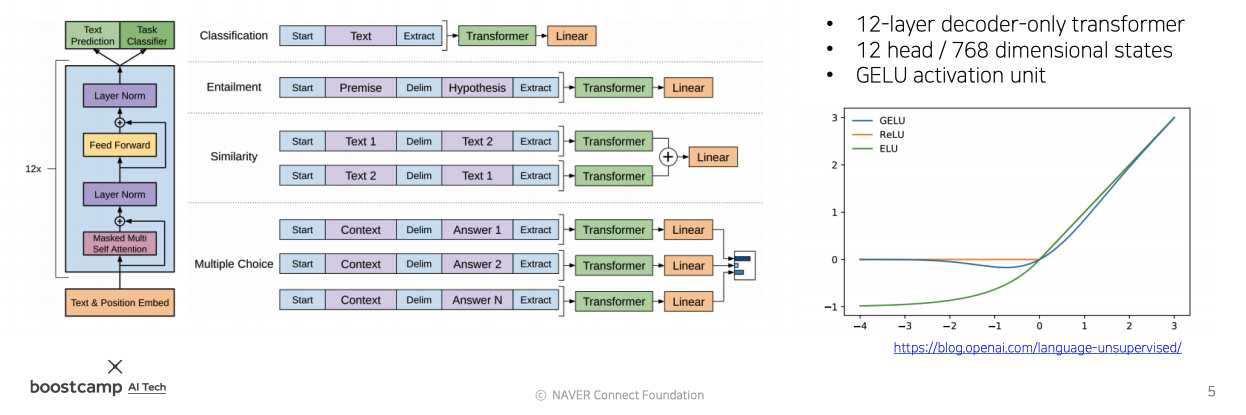 Text
Prediction
Task
Classifier
Layer Norm
Feed Forward
12x
Layer Norm
Masked Multi
Self Attention
Text & Position Embed
Classification
Start Text Extract Transformer Linear
Entailment
Start Premise Delim Hypothesis Extract Transformer Linear
Similarity
Start Text 1 Delim Text 2 Extract Transformer
Linear
Start Text 2 Delim Text 1 Extract Transformer
Multiple Choice
Start Context Delim Answer 1 Extract Transformer Linear
Start Context Delim Answer 2 Extract Transformer Linear
Start Context Delim Answer N Extract Transformer Linear
• 12-layer decoder-only transformer
• 12 head / 768 dimensional states
• GELU activation unit
GELU
ReLU
ELU
3
2
1
0
−1
−4 −3 −2 −1 0 1 2 3
https://blog.openai.com/language-unsupervised/
boostcamp AI Tech
© NAVER Connect Foundation
5